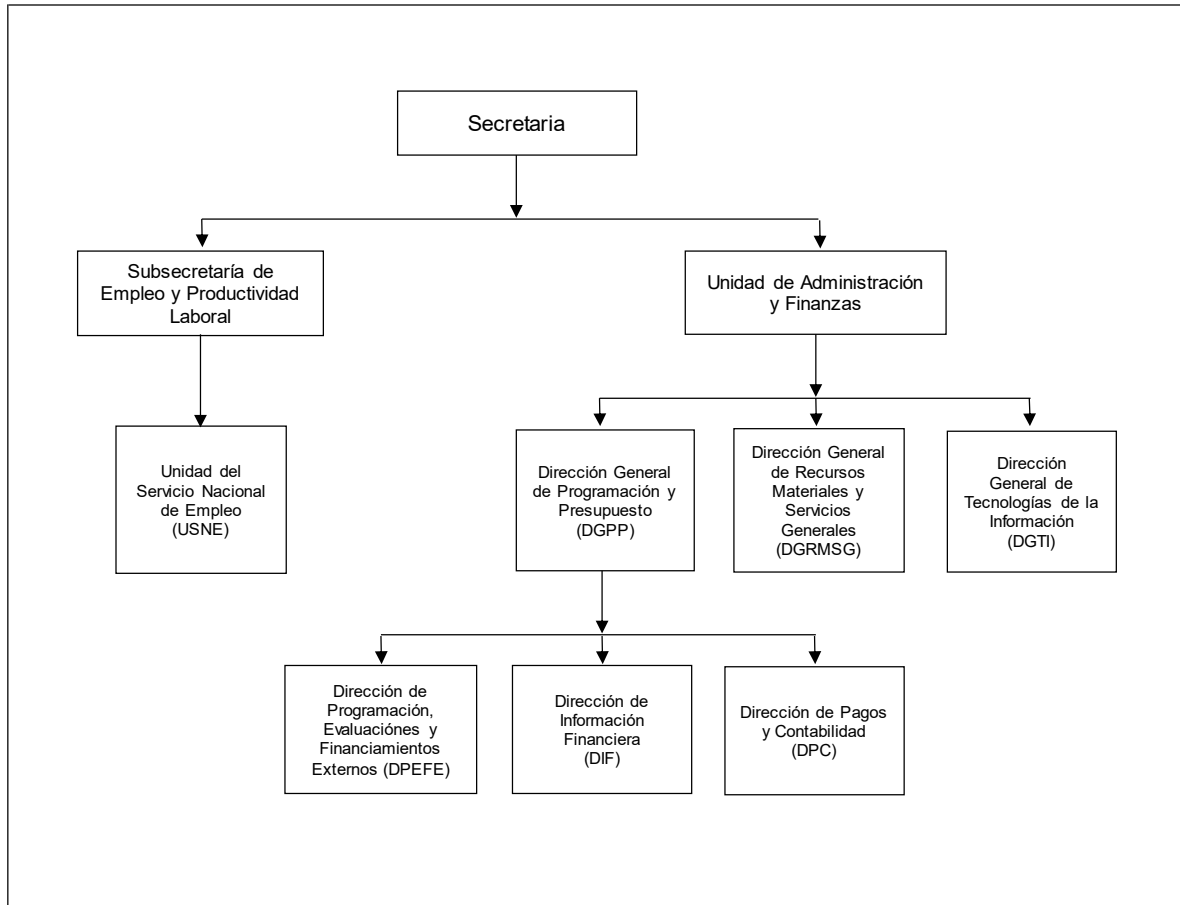 Secretaria
Subsecretaría de
Empleo y Productividad
Laboral
Unidad de Administración
y Finanzas
Unidad del
Servicio Nacional
de Empleo
(USNE)
Dirección General
de Programación y
Presupuesto
(DGPP)
Dirección General
de Recursos
Materiales y
Servicios
Generales
(DGRMSG)
Dirección
General de
Tecnologías de la
Información
(DGTI)
Dirección de
Programación,
Evaluaciónes y
Financiamientos
Externos (DPEFE)
Dirección de
Información
Financiera
(DIF)
Dirección de Pagos
y Contabilidad
(DPC)